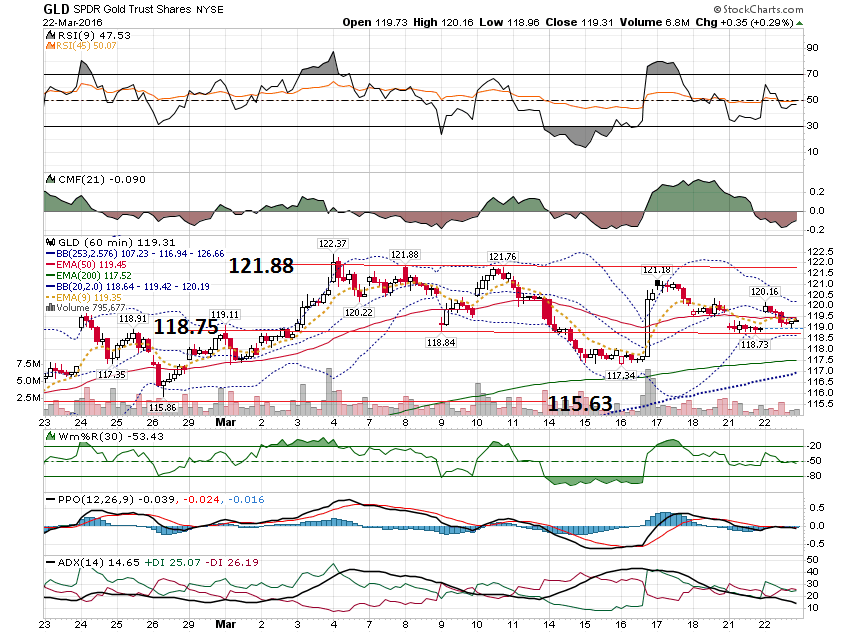 GLD SPDR Gold Trust Shares NYSE © StockCharts.com
22-Mar-2016 Open 119.73 High 120.16 Low 118.96 Close 119.31 Volume 6.8M Chg +0.35 (+0.29%)
RSI(9) 47.53
RSI(45) 50.07
90
70
50
30
10
CMF(21) -0.090
0.2
0.0
-0.2
GLD (60 min) 119.31
BB(253,2.576) 107.23 - 116.94 - 126.66
EMA(50) 119.45
EMA(200) 117.52
BB(20,2.0) 118.64 - 119.42 - 120.19
EMA(9) 119.35
Volume 795,677
121.88
118.75
115.63
122.37
121.88
121.76
121.18
120.16
118.91
119.11
120.22
118.84
118.73
117.35
117.34
115.86
122.5
122.0
121.5
121.0
120.5
120.0
119.5
119.0
118.5
118.0
117.5
117.0
116.5
116.0
115.5
7.5M
5.0M
2.5M
23 24 25 26 29 Mar 2 3 4 7 8 9 10 11 14 15 16 17 18 21 22
Wm%R(30) -53.43
-20
-50
-80
PPO(12,26,9) -0.039, -0.024, -0.016
0.5
0.0
-0.5
ADX(14) 14.65 +DI 25.07 -DI 26.19
50
40
30
20
10
23 24 25 26 29 Mar 2 3 4 7 8 9 10 11 14 15 16 17 18 21 22